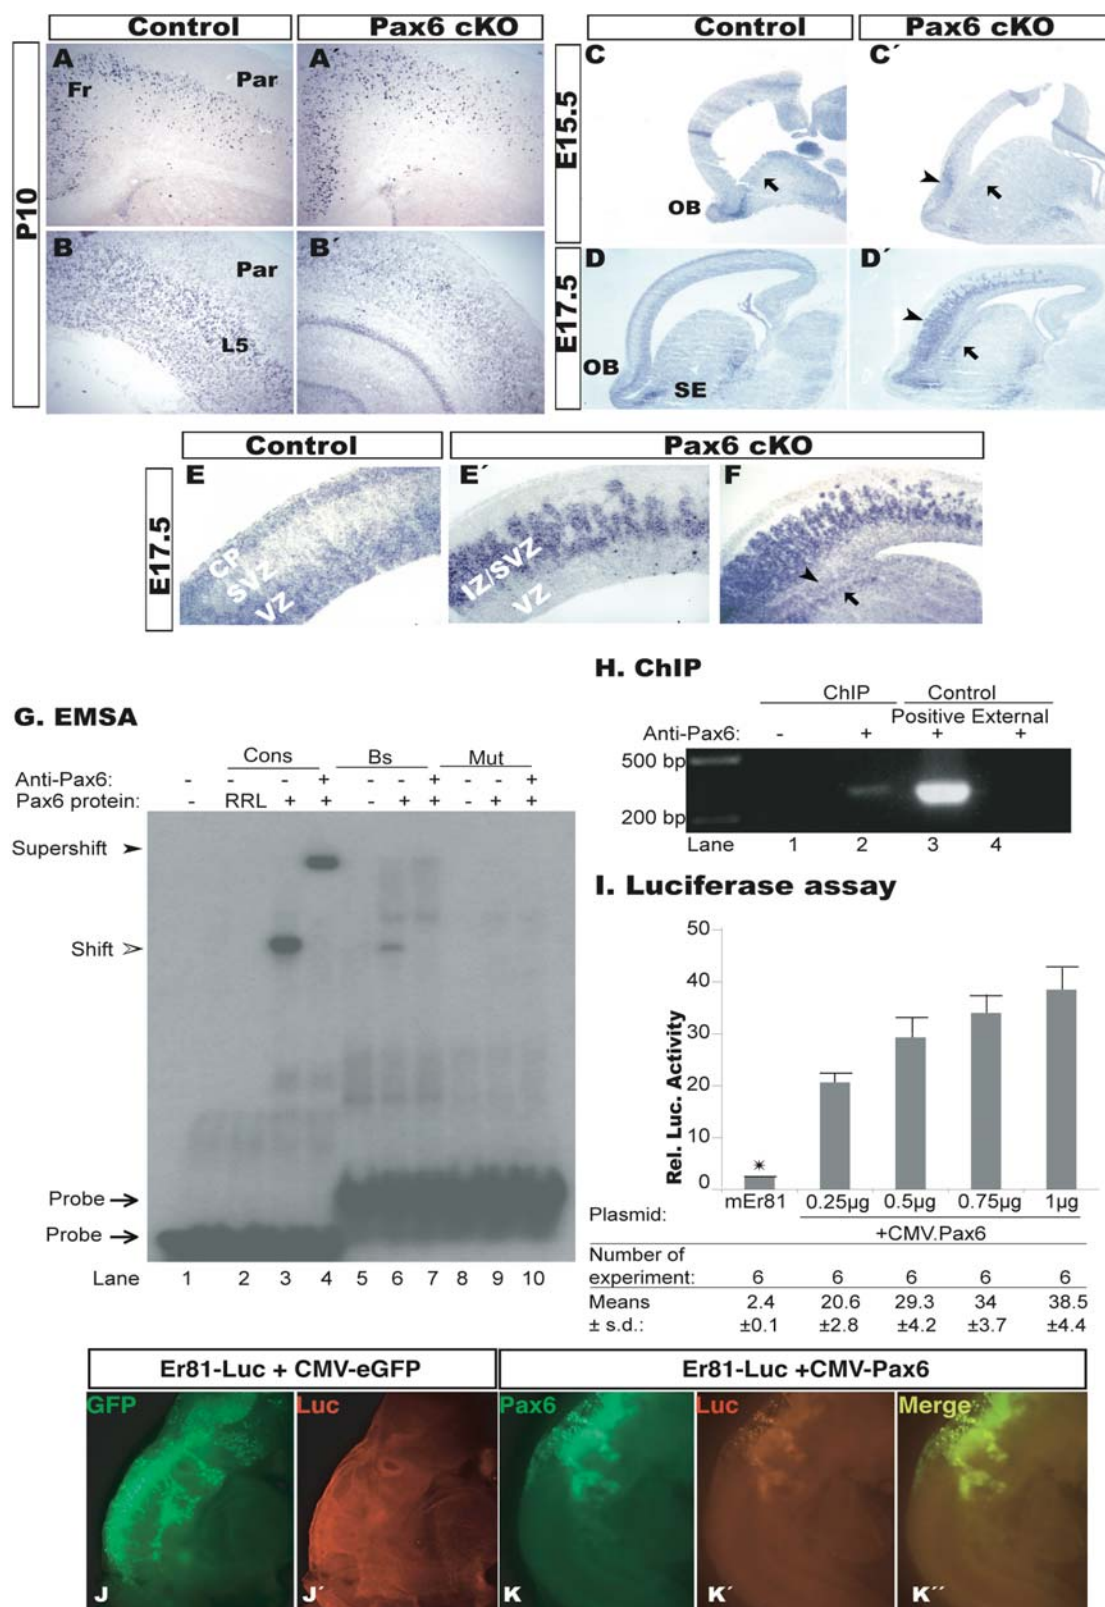 Control Pax6 cKO Control Pax6 cKO
P10
A Fr Par
A´
B Par L5
B´
E15.5
C OB
C´
E17.5
D OB SE
D´
Control Pax6 cKO
E17.5
E CP SVZ VZ
E´ IZ/SVZ VZ
F
G. EMSA
Cons Bs Mut
Anti-Pax6: - - + + +
Pax6 protein: - RRL + + - + + - + +
Supershift
Shift
Probe
Probe
Lane 1 2 3 4 5 6 7 8 9 10
H. ChIP
ChIP Control
Positive External
Anti-Pax6: - + + +
500 bp
200 bp
Lane 1 2 3 4
I. Luciferase assay
Rel. Luc. Activity
50
40
30
20
10
0
*
mEr81 0.25µg 0.5µg 0.75µg 1µg
Plasmid:
+CMV.Pax6
Number of
experiment: 6 6 6 6 6
Means 2.4 20.6 29.3 34 38.5
± s.d.: ±0.1 ±2.8 ±4.2 ±3.7 ±4.4
Er81-Luc + CMV-eGFP Er81-Luc +CMV-Pax6
GFP Luc Pax6 Luc Merge
J J´ K K´ K´´